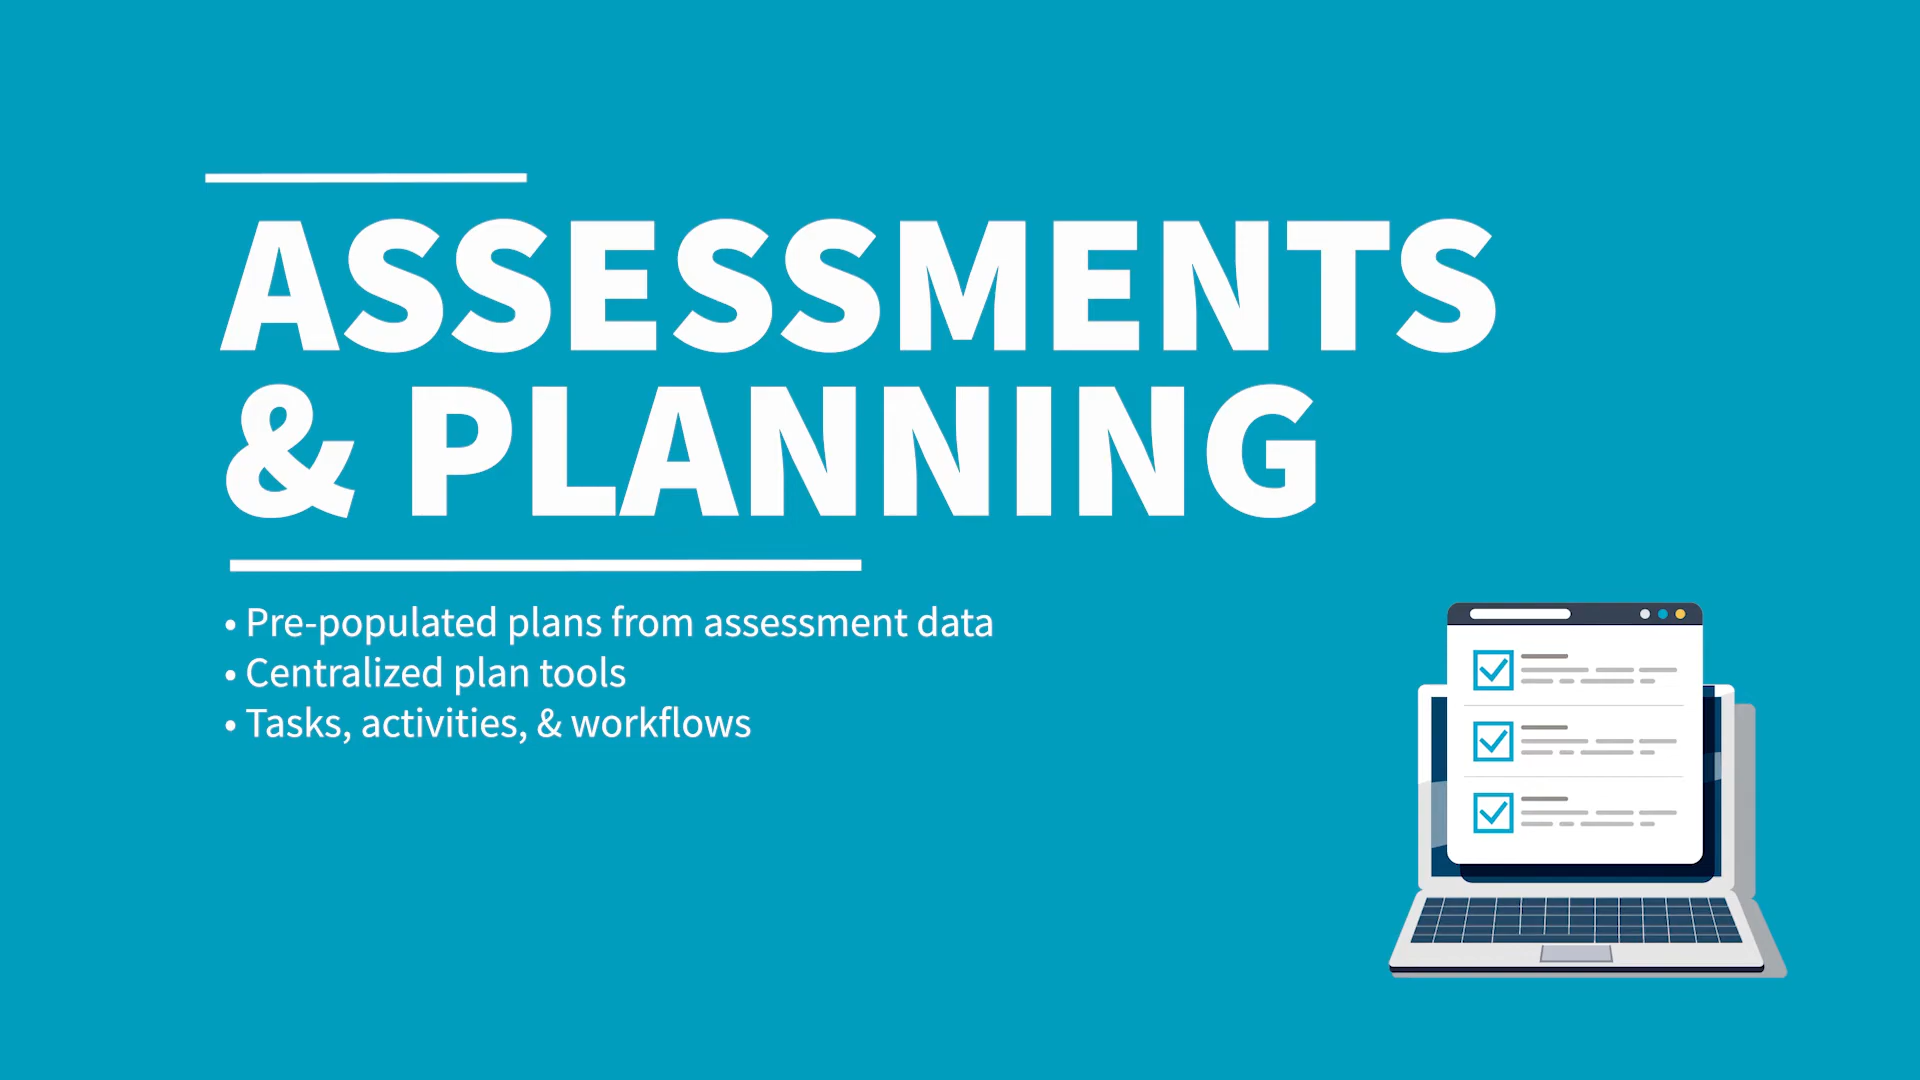 ASSESSMENTS
& PLANNING
• Pre-populated plans from assessment data
• Centralized plan tools
• Tasks, activities, & workflows